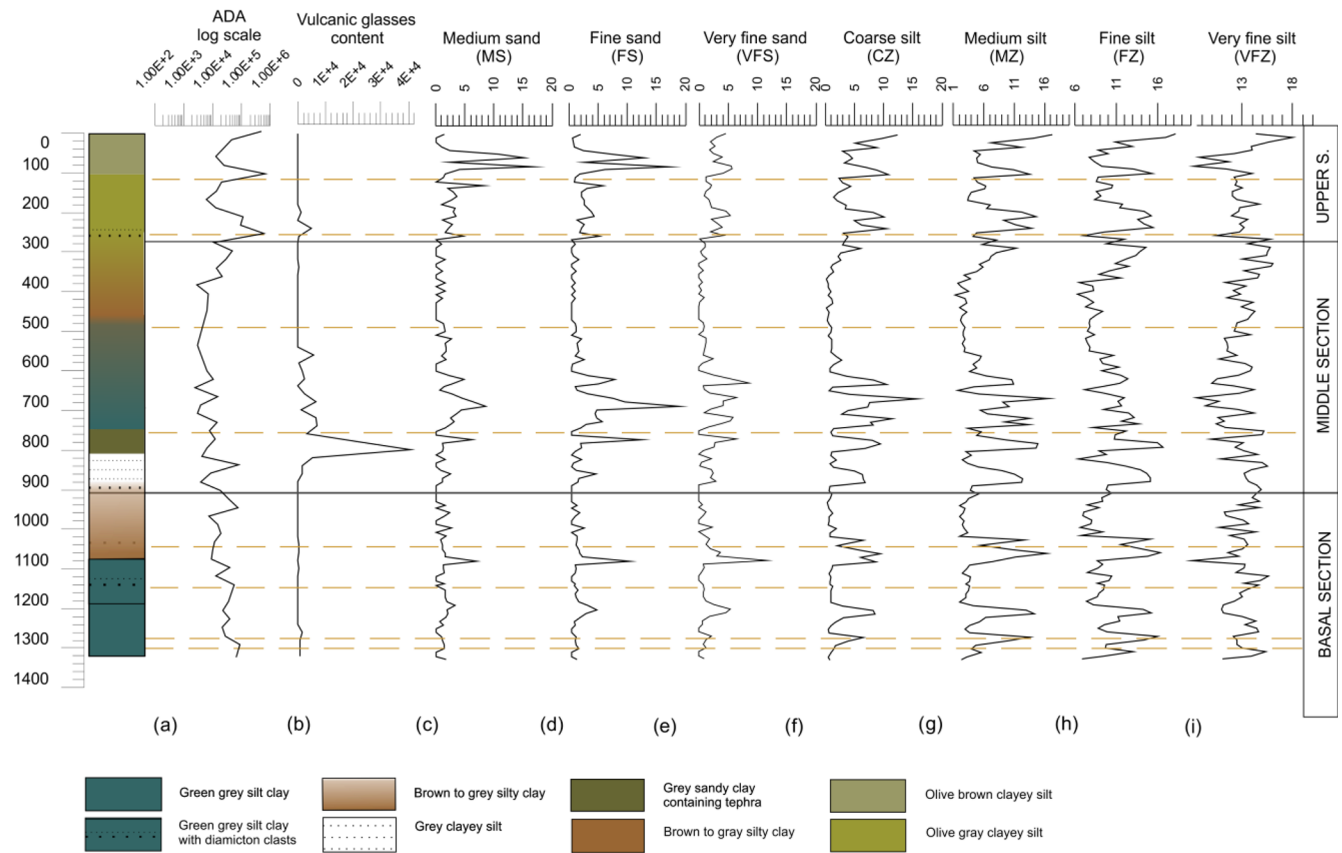 ADA
log scale
1.00E+2
1.00E+3
1.00E+4
1.00E+5
1.00E+6
Vulcanic glasses
content
0
1E+4
2E+4
3E+4
4E+4
Medium sand
(MS)
0
5
10
15
20
Fine sand
(FS)
0
5
10
15
20
Very fine sand
(VFS)
0
5
10
15
20
Coarse silt
(CZ)
0
5
10
15
20
Medium silt
(MZ)
1
6
11
16
Fine silt
(FZ)
6
11
16
Very fine silt
(VFZ)
13
18
0
100
200
300
400
500
600
700
800
900
1000
1100
1200
1300
1400
UPPER S.
MIDDLE SECTION
BASAL SECTION
(a)
(b)
(c)
(d)
(e)
(f)
(g)
(h)
(i)
Green grey silt clay
Brown to grey silty clay
Grey sandy clay
containing tephra
Olive brown clayey silt
Green grey silt clay
with diamicton clasts
Grey clayey silt
Brown to gray silty clay
Olive gray clayey silt